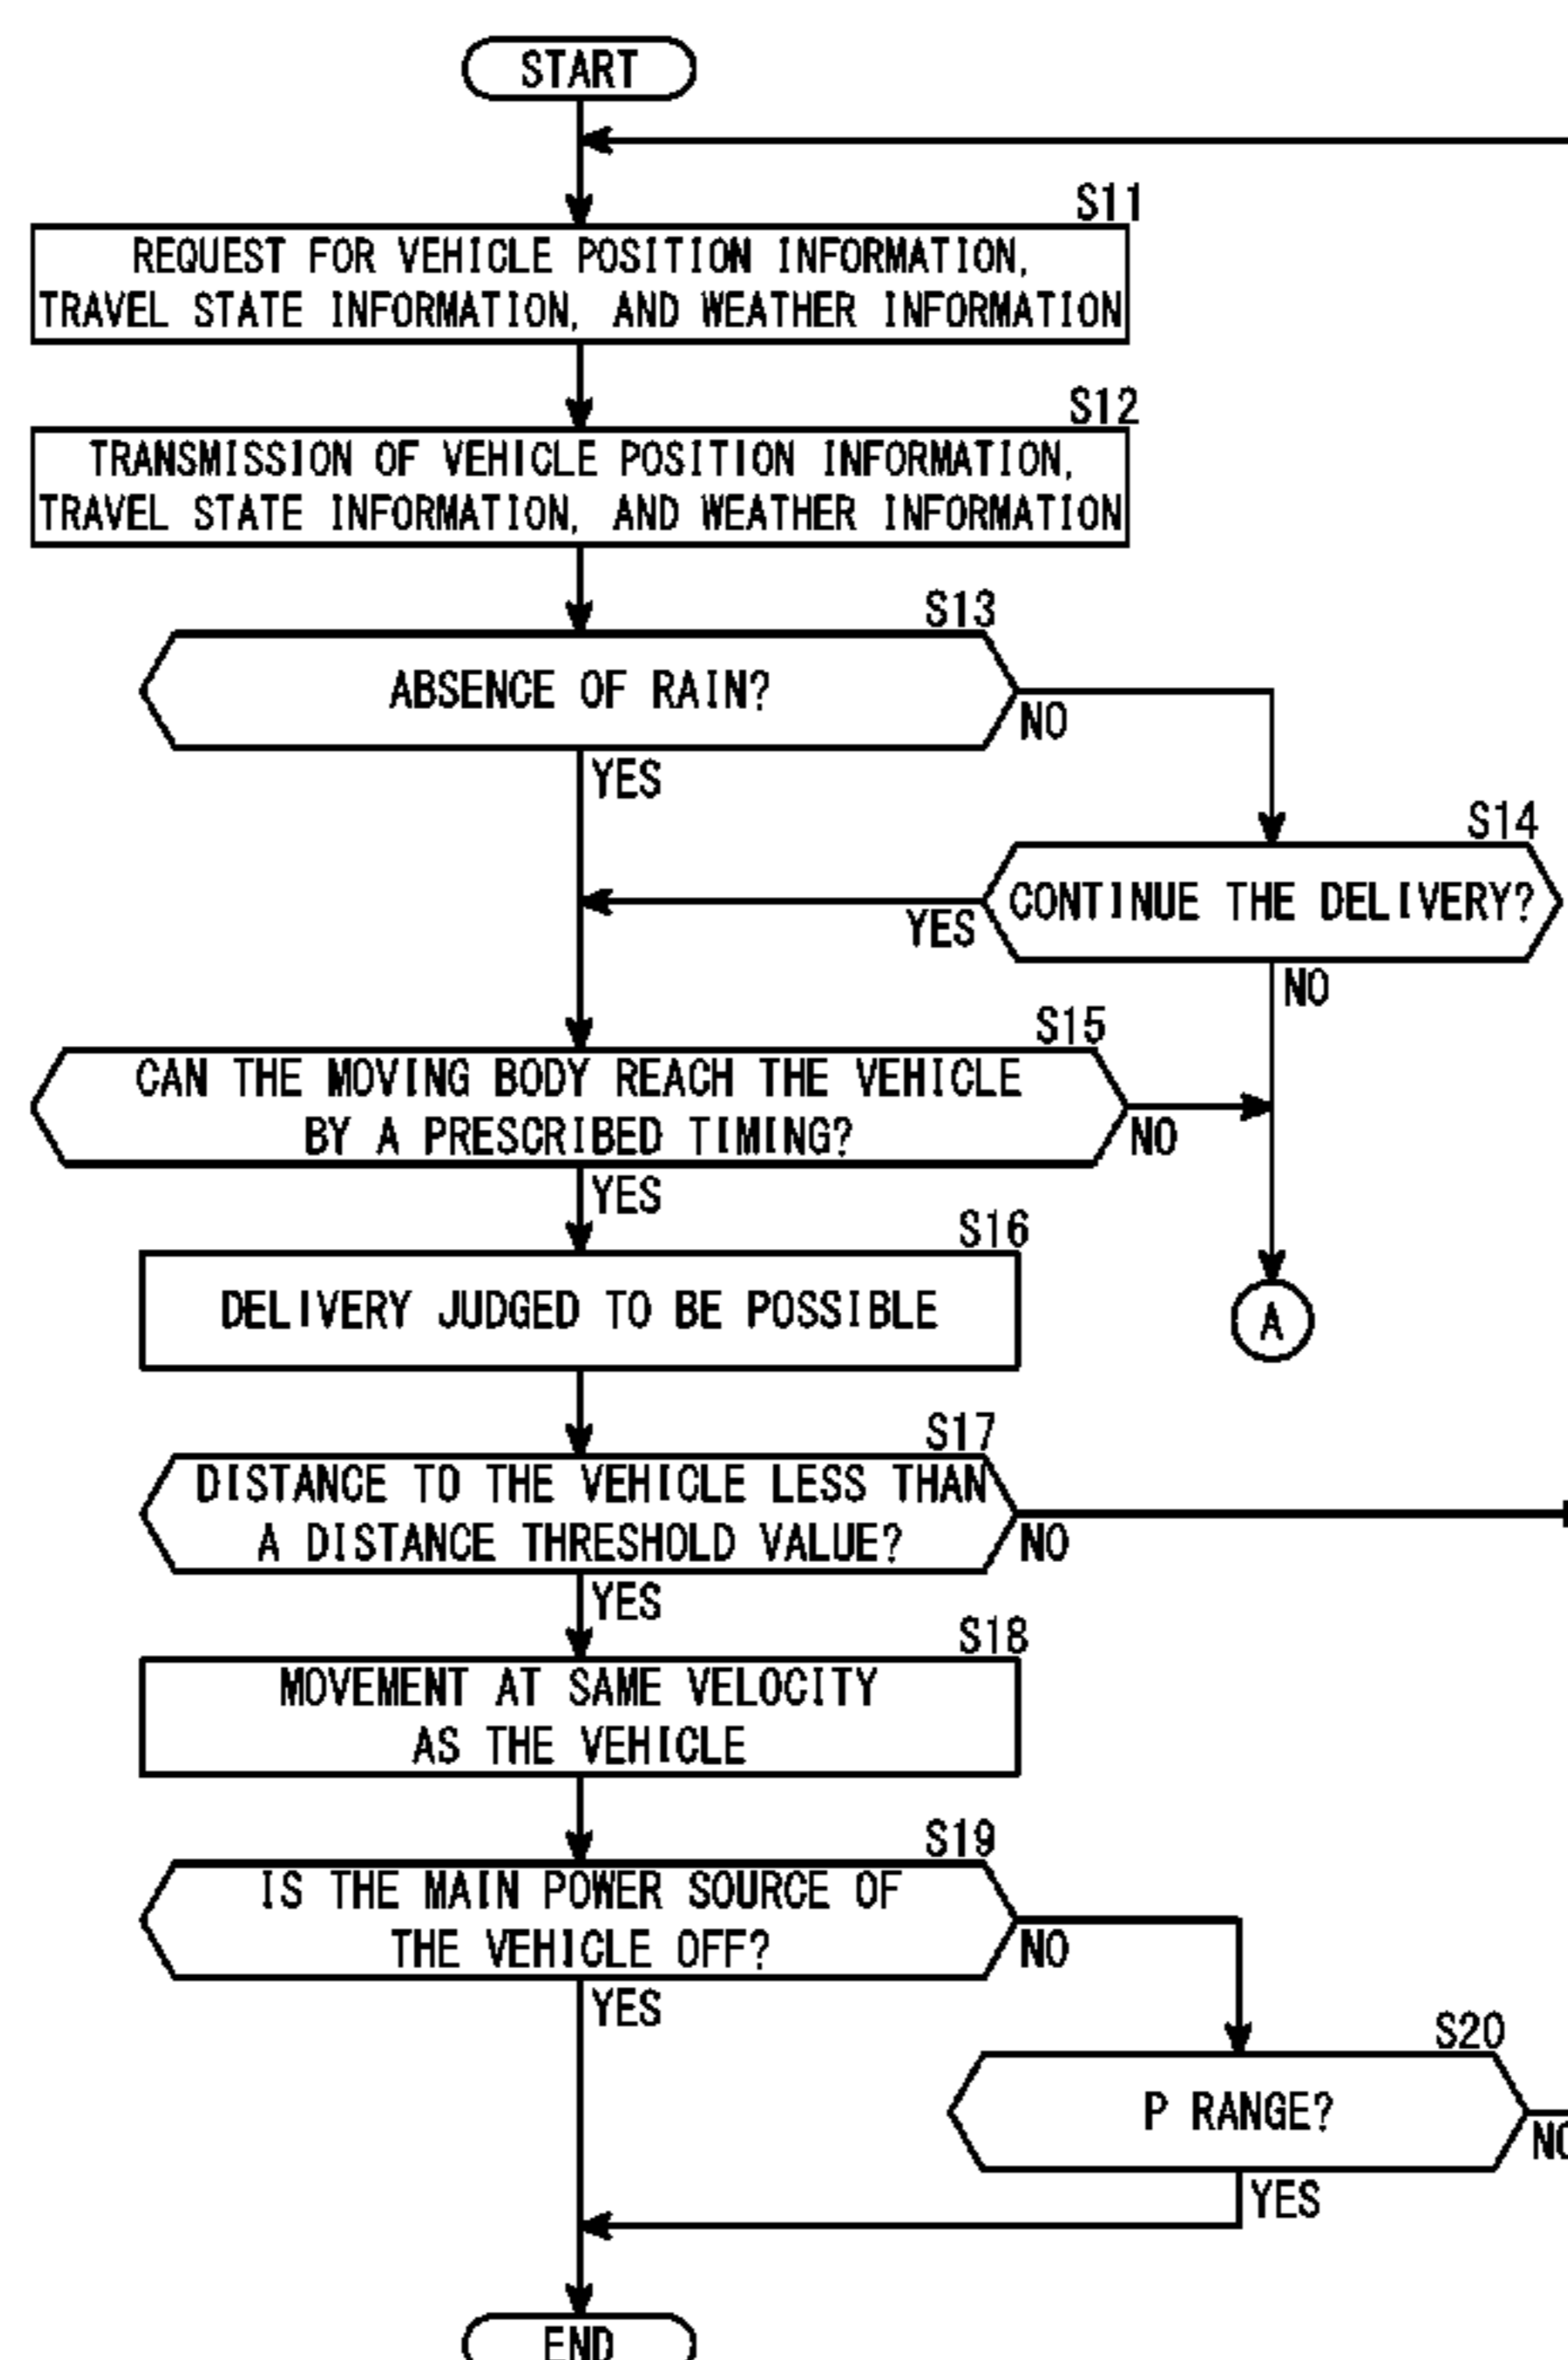 START
S11
REQUEST FOR VEHICLE POSITION INFORMATION,
TRAVEL STATE INFORMATION, AND WEATHER INFORMATION
S12
TRANSMISSION OF VEHICLE POSITION INFORMATION,
TRAVEL STATE INFORMATION, AND WEATHER INFORMATION
S13
ABSENCE OF RAIN?
NO
YES
S14
CONTINUE THE DELIVERY?
YES
NO
S15
CAN THE MOVING BODY REACH THE VEHICLE
BY A PRESCRIBED TIMING?
NO
YES
S16
DELIVERY JUDGED TO BE POSSIBLE
A
S17
DISTANCE TO THE VEHICLE LESS THAN
A DISTANCE THRESHOLD VALUE?
NO
YES
S18
MOVEMENT AT SAME VELOCITY
AS THE VEHICLE
S19
IS THE MAIN POWER SOURCE OF
THE VEHICLE OFF?
NO
YES
S20
P RANGE?
NO
YES
END